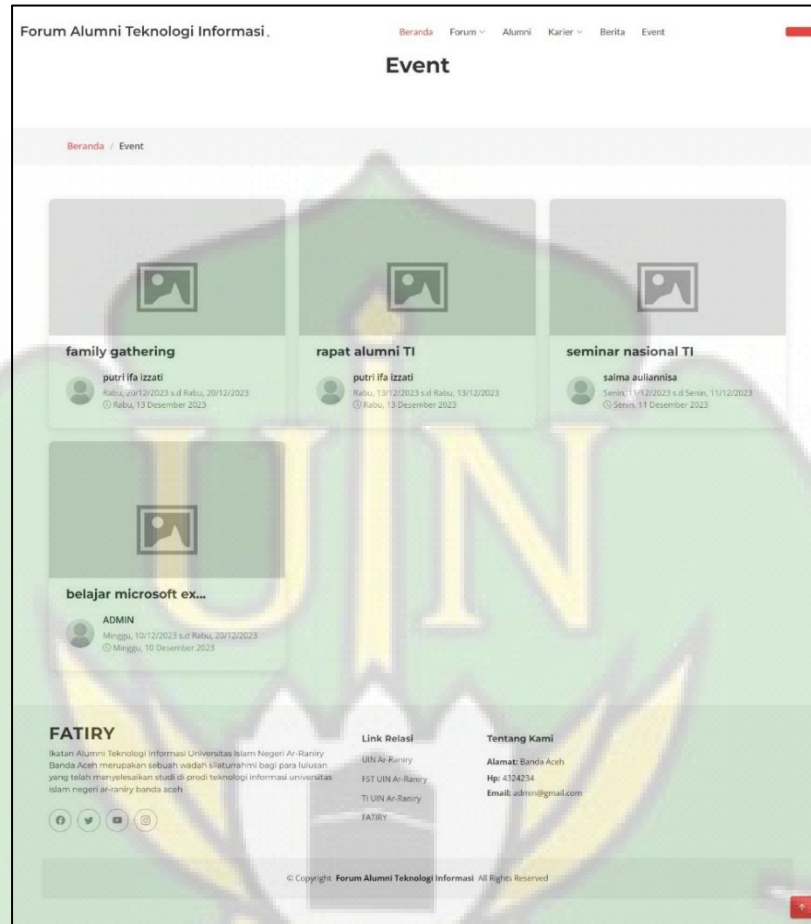 Forum Alumni Teknologi Informasi.
Beranda Forum Alumni Karier Berita Event
Event
Beranda / Event
family gathering
putri ifa izzati
Rabu, 20/12/2023 s.d Rabu, 20/12/2023
Rabu, 13 Desember 2023
rapat alumni TI
putri ifa izzati
Rabu, 13/12/2023 s.d Rabu, 13/12/2023
Rabu, 13 Desember 2023
seminar nasional TI
salma auliannisa
Senin, 11/12/2023 s.d Senin, 11/12/2023
Senin, 11 Desember 2023
belajar microsoft ex...
ADMIN
Minggu, 10/12/2023 s.d Rabu, 20/12/2023
Minggu, 10 Desember 2023
UIN
FATIRY
Ikatan Alumni Teknologi Informasi Universitas Islam Negeri Ar-Raniry
Banda Aceh merupakan sebuah wadah silaturrahmi bagi para lulusan
yang telah menyelesaikan studi di prodi teknologi informasi universitas
islam negeri ar-raniry banda aceh
Link Relasi
UIN Ar-Raniry
FST UIN Ar-Raniry
TI UIN Ar-Raniry
FATIRY
Tentang Kami
Alamat: Banda Aceh
Hp: 4324234
Email: admin@gmail.com
© Copyright Forum Alumni Teknologi Informasi All Rights Reserved